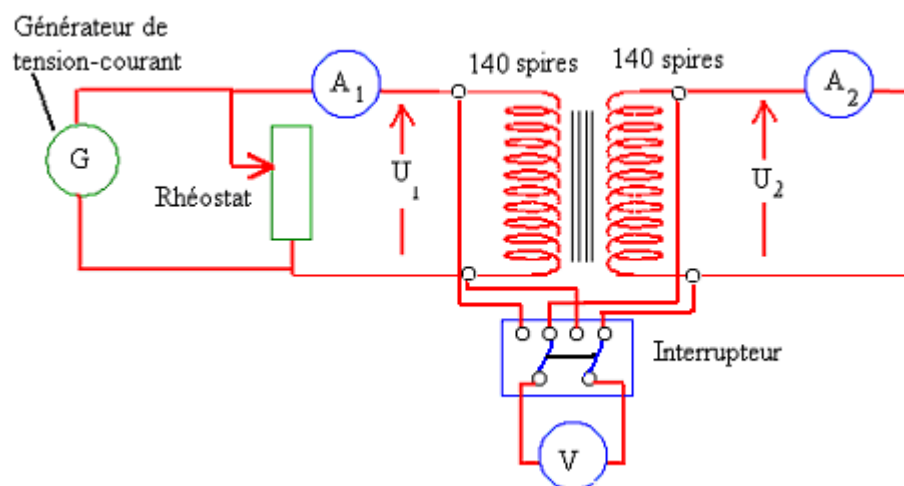 Générateur de
tension-courant
140 spires
140 spires
A1
A2
G
U1
U2
Rhéostat
Interrupteur
V